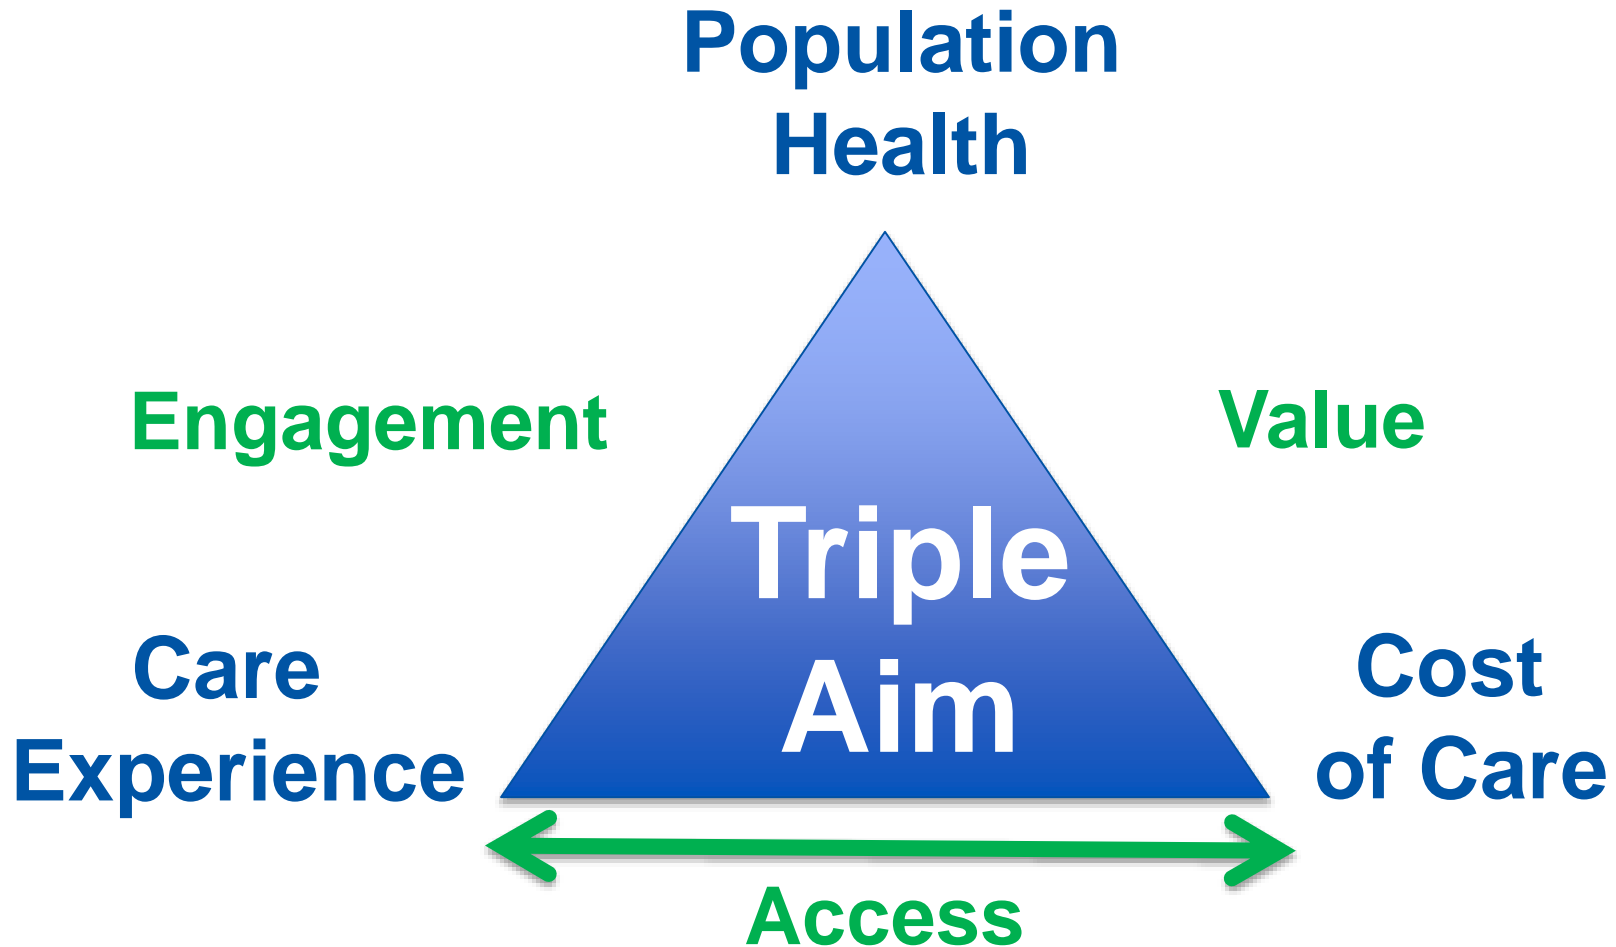 Population
Health
Engagement
Value
Triple
Aim
Care
Experience
Cost
of Care
Access